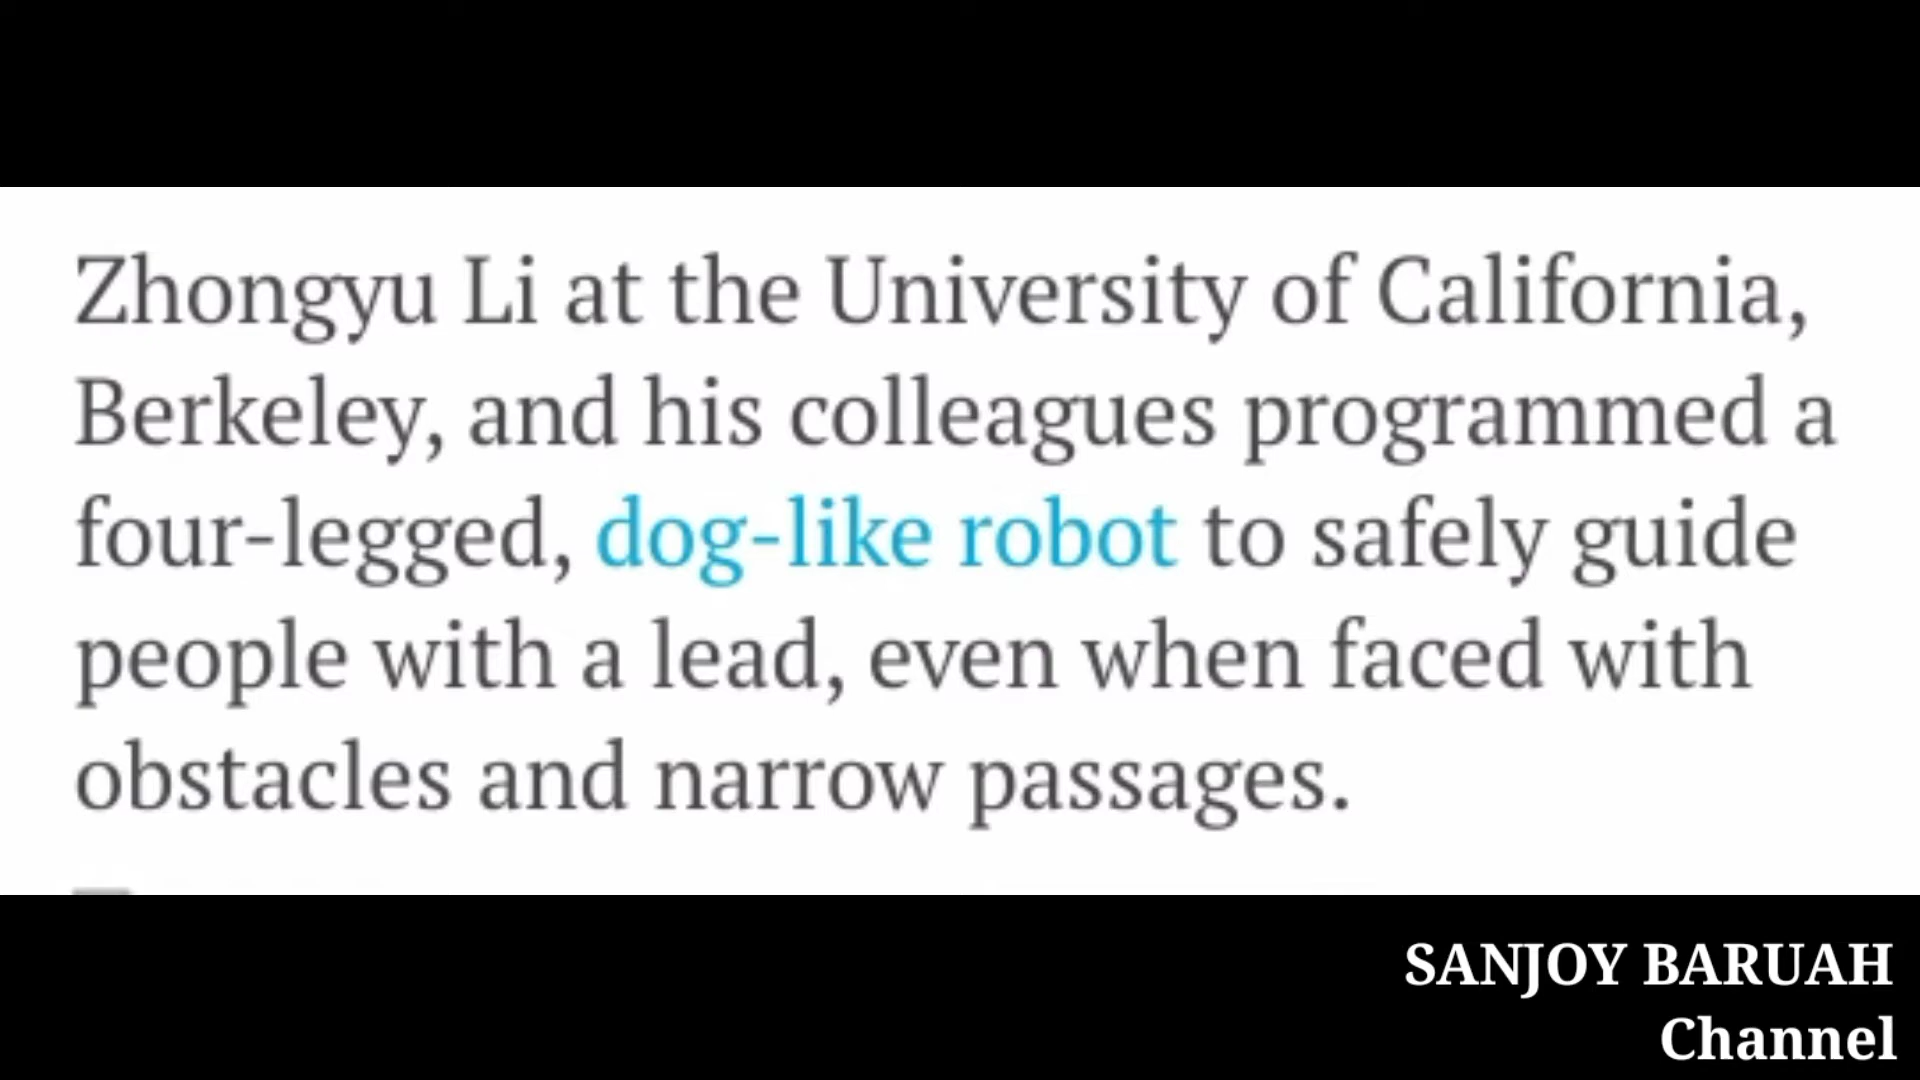 Zhongyu Li at the University of California,
Berkeley, and his colleagues programmed a
four-legged, dog-like robot to safely guide
people with a lead, even when faced with
obstacles and narrow passages.
SANJOY BARUAH
Channel